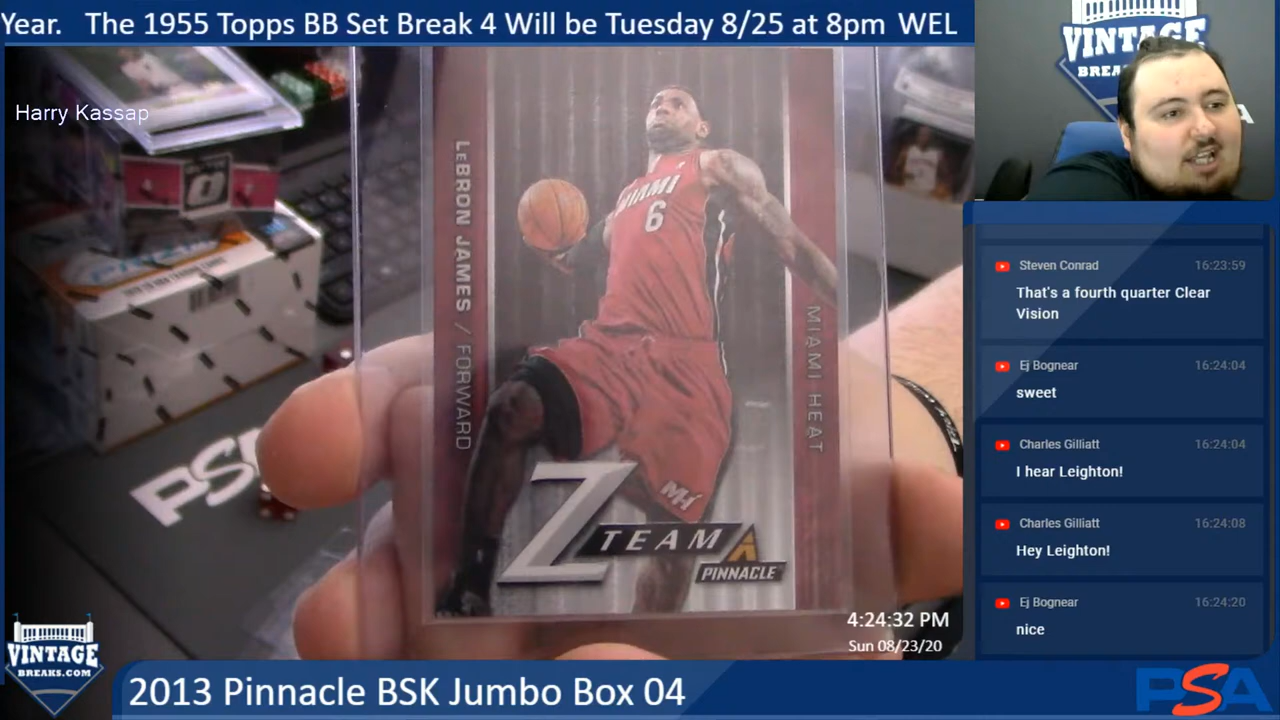 Year. The 1955 Topps BB Set Break 4 Will be Tuesday 8/25 at 8pm WEL
Harry Kassap
LeBRON JAMES / FORWARD
MIAMI
6
MIAMI HEAT
Z TEAM
PINNACLE
PSA
4:24:32 PM
Sun 08/23/20
VINTAGE
BREAKS.COM
2013 Pinnacle BSK Jumbo Box 04
VINTAGE
Steven Conrad 16:23:59
That's a fourth quarter Clear
Vision
Ej Bognear 16:24:04
sweet
Charles Gilliatt 16:24:04
I hear Leighton!
Charles Gilliatt 16:24:08
Hey Leighton!
Ej Bognear 16:24:20
nice
PSA